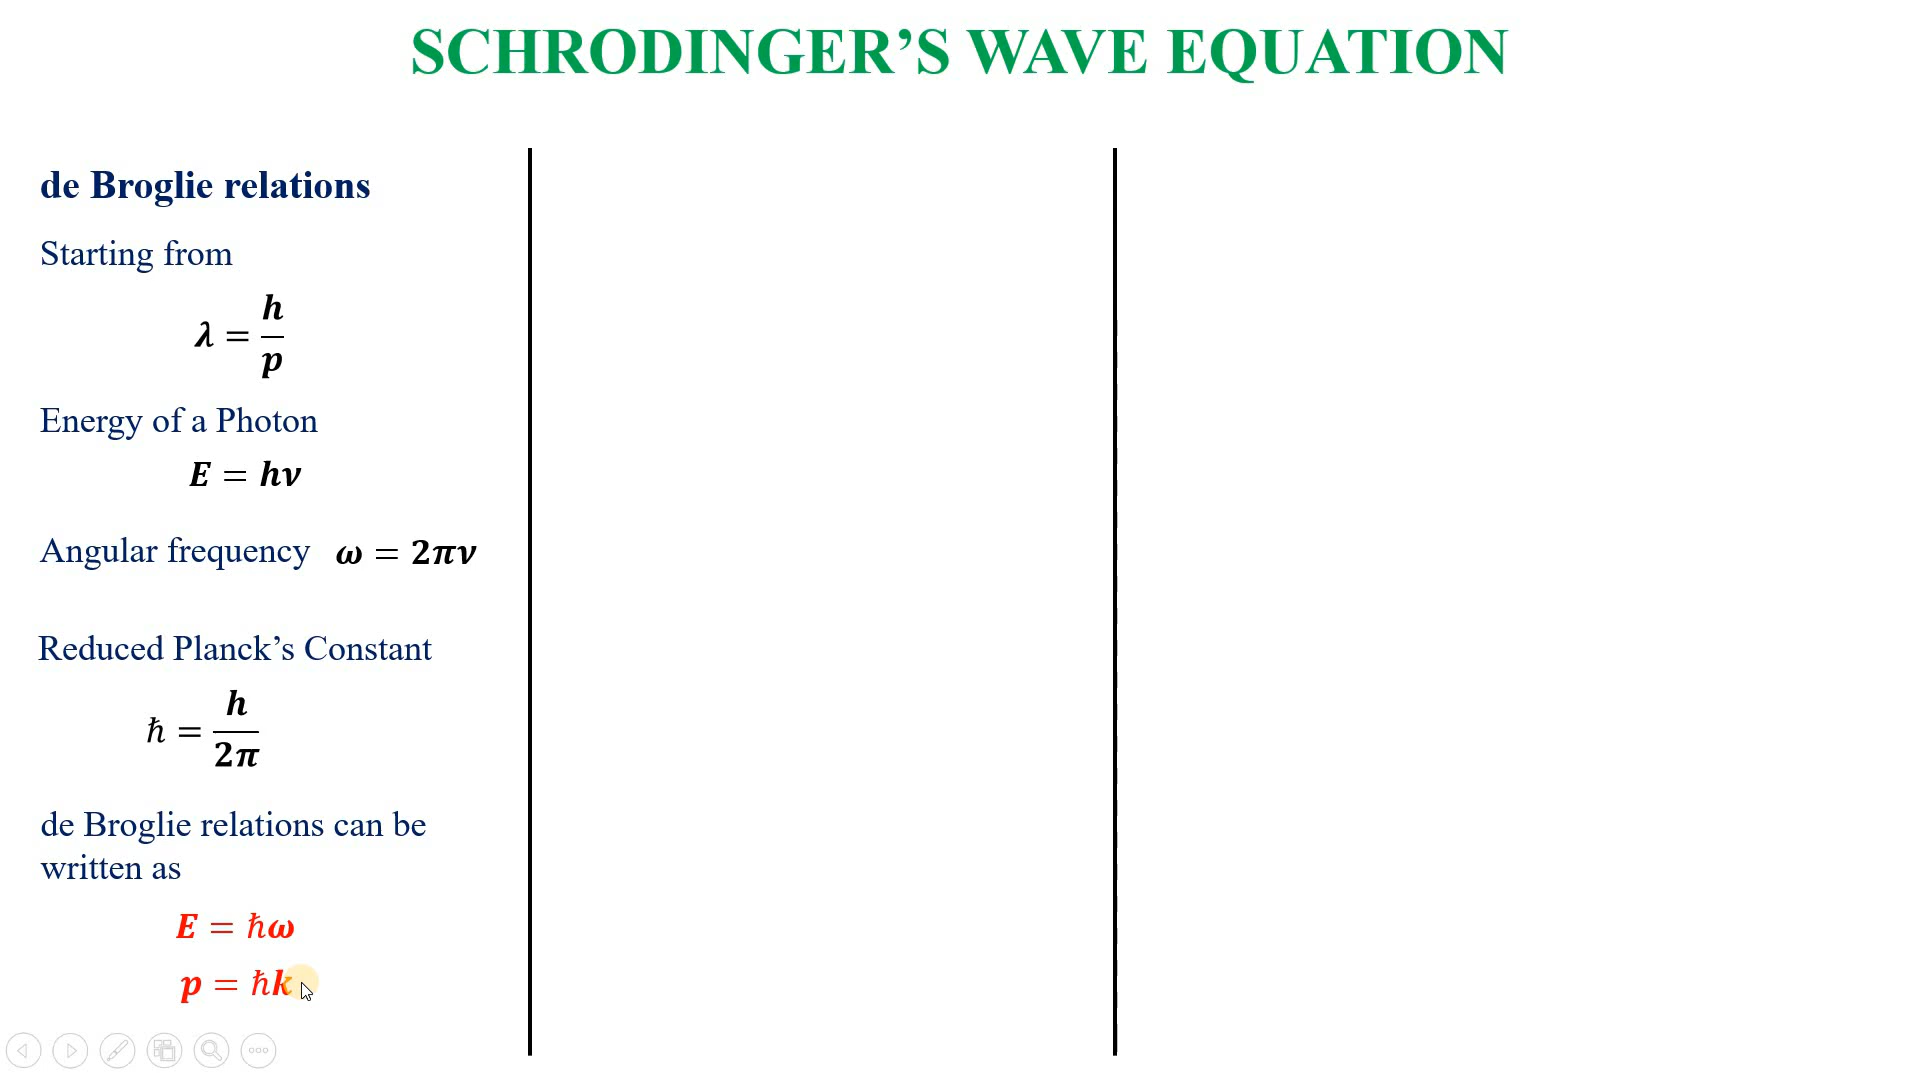 SCHRODINGER’S WAVE EQUATION
de Broglie relations
Starting from
λ = h/p
Energy of a Photon
E = hν
Angular frequency ω = 2πν
Reduced Planck’s Constant
ℏ = h/2π
de Broglie relations can be
written as
E = ℏω
p = ℏk